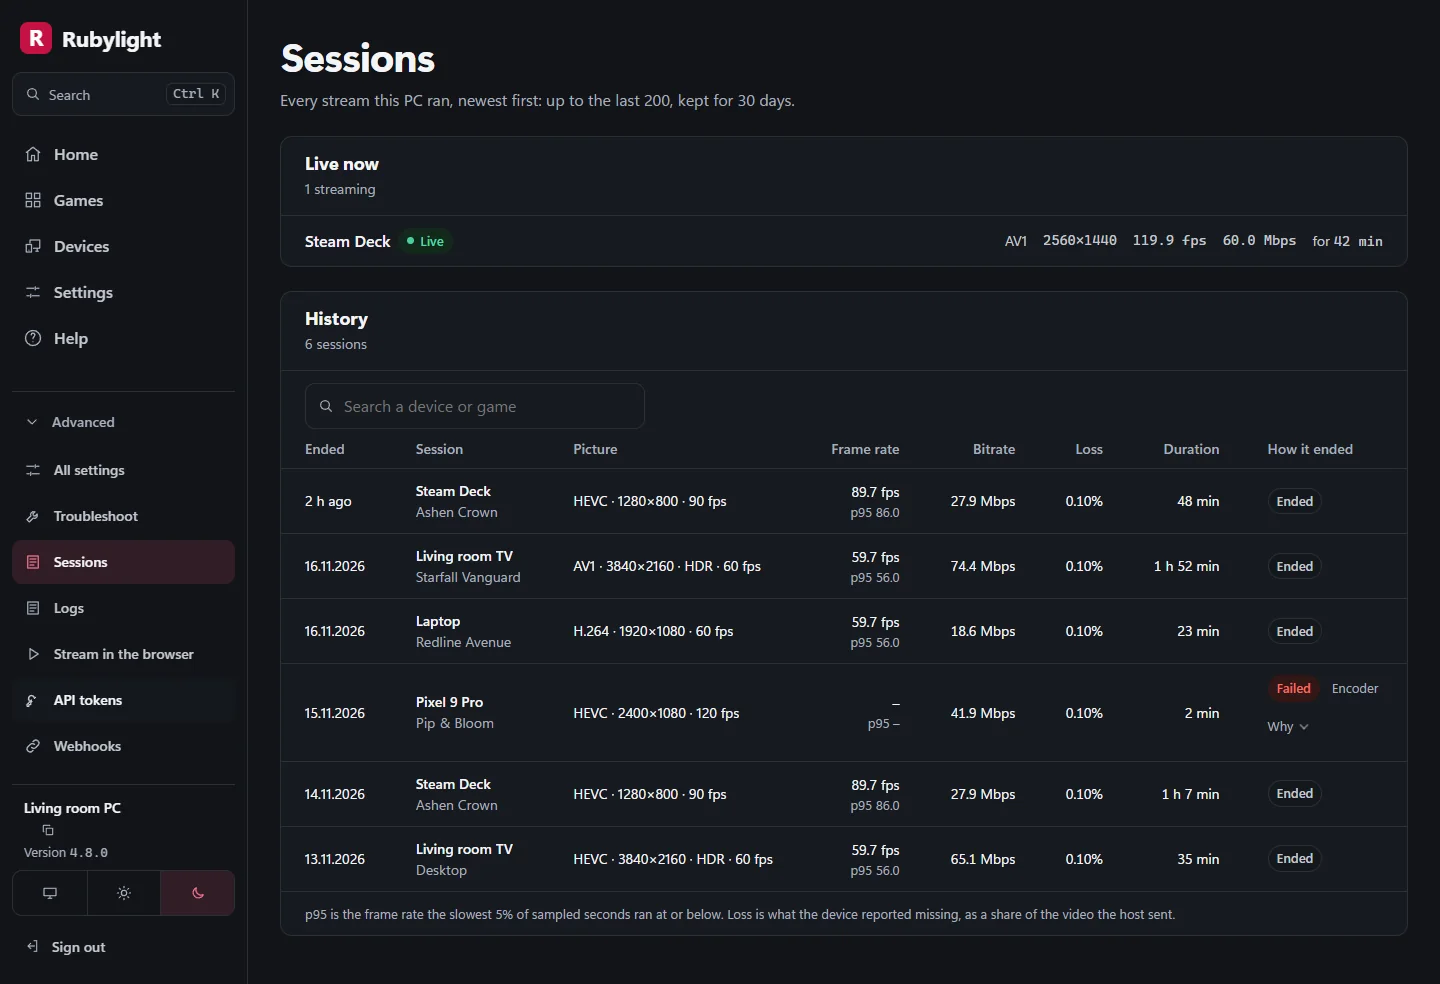 R Rubylight
Search Ctrl K
Home
Games
Devices
Settings
Help
Advanced
All settings
Troubleshoot
Sessions
Logs
Stream in the browser
API tokens
Webhooks
Living room PC
Version 4.8.0
Sign out
Sessions
Every stream this PC ran, newest first: up to the last 200, kept for 30 days.
Live now
1 streaming
Steam Deck Live AV1 2560×1440 119.9 fps 60.0 Mbps for 42 min
History
6 sessions
Search a device or game
Ended Session Picture Frame rate Bitrate Loss Duration How it ended
2 h ago Steam Deck HEVC · 1280×800 · 90 fps 89.7 fps 27.9 Mbps 0.10% 48 min Ended
Ashen Crown p95 86.0
16.11.2026 Living room TV AV1 · 3840×2160 · HDR · 60 fps 59.7 fps 74.4 Mbps 0.10% 1 h 52 min Ended
Starfall Vanguard p95 56.0
16.11.2026 Laptop H.264 · 1920×1080 · 60 fps 59.7 fps 18.6 Mbps 0.10% 23 min Ended
Redline Avenue p95 56.0
15.11.2026 Pixel 9 Pro HEVC · 2400×1080 · 120 fps – 41.9 Mbps 0.10% 2 min Failed Encoder
Pip & Bloom p95 – Why
14.11.2026 Steam Deck HEVC · 1280×800 · 90 fps 89.7 fps 27.9 Mbps 0.10% 1 h 7 min Ended
Ashen Crown p95 86.0
13.11.2026 Living room TV HEVC · 3840×2160 · HDR · 60 fps 59.7 fps 65.1 Mbps 0.10% 35 min Ended
Desktop p95 56.0
p95 is the frame rate the slowest 5% of sampled seconds ran at or below. Loss is what the device reported missing, as a share of the video the host sent.